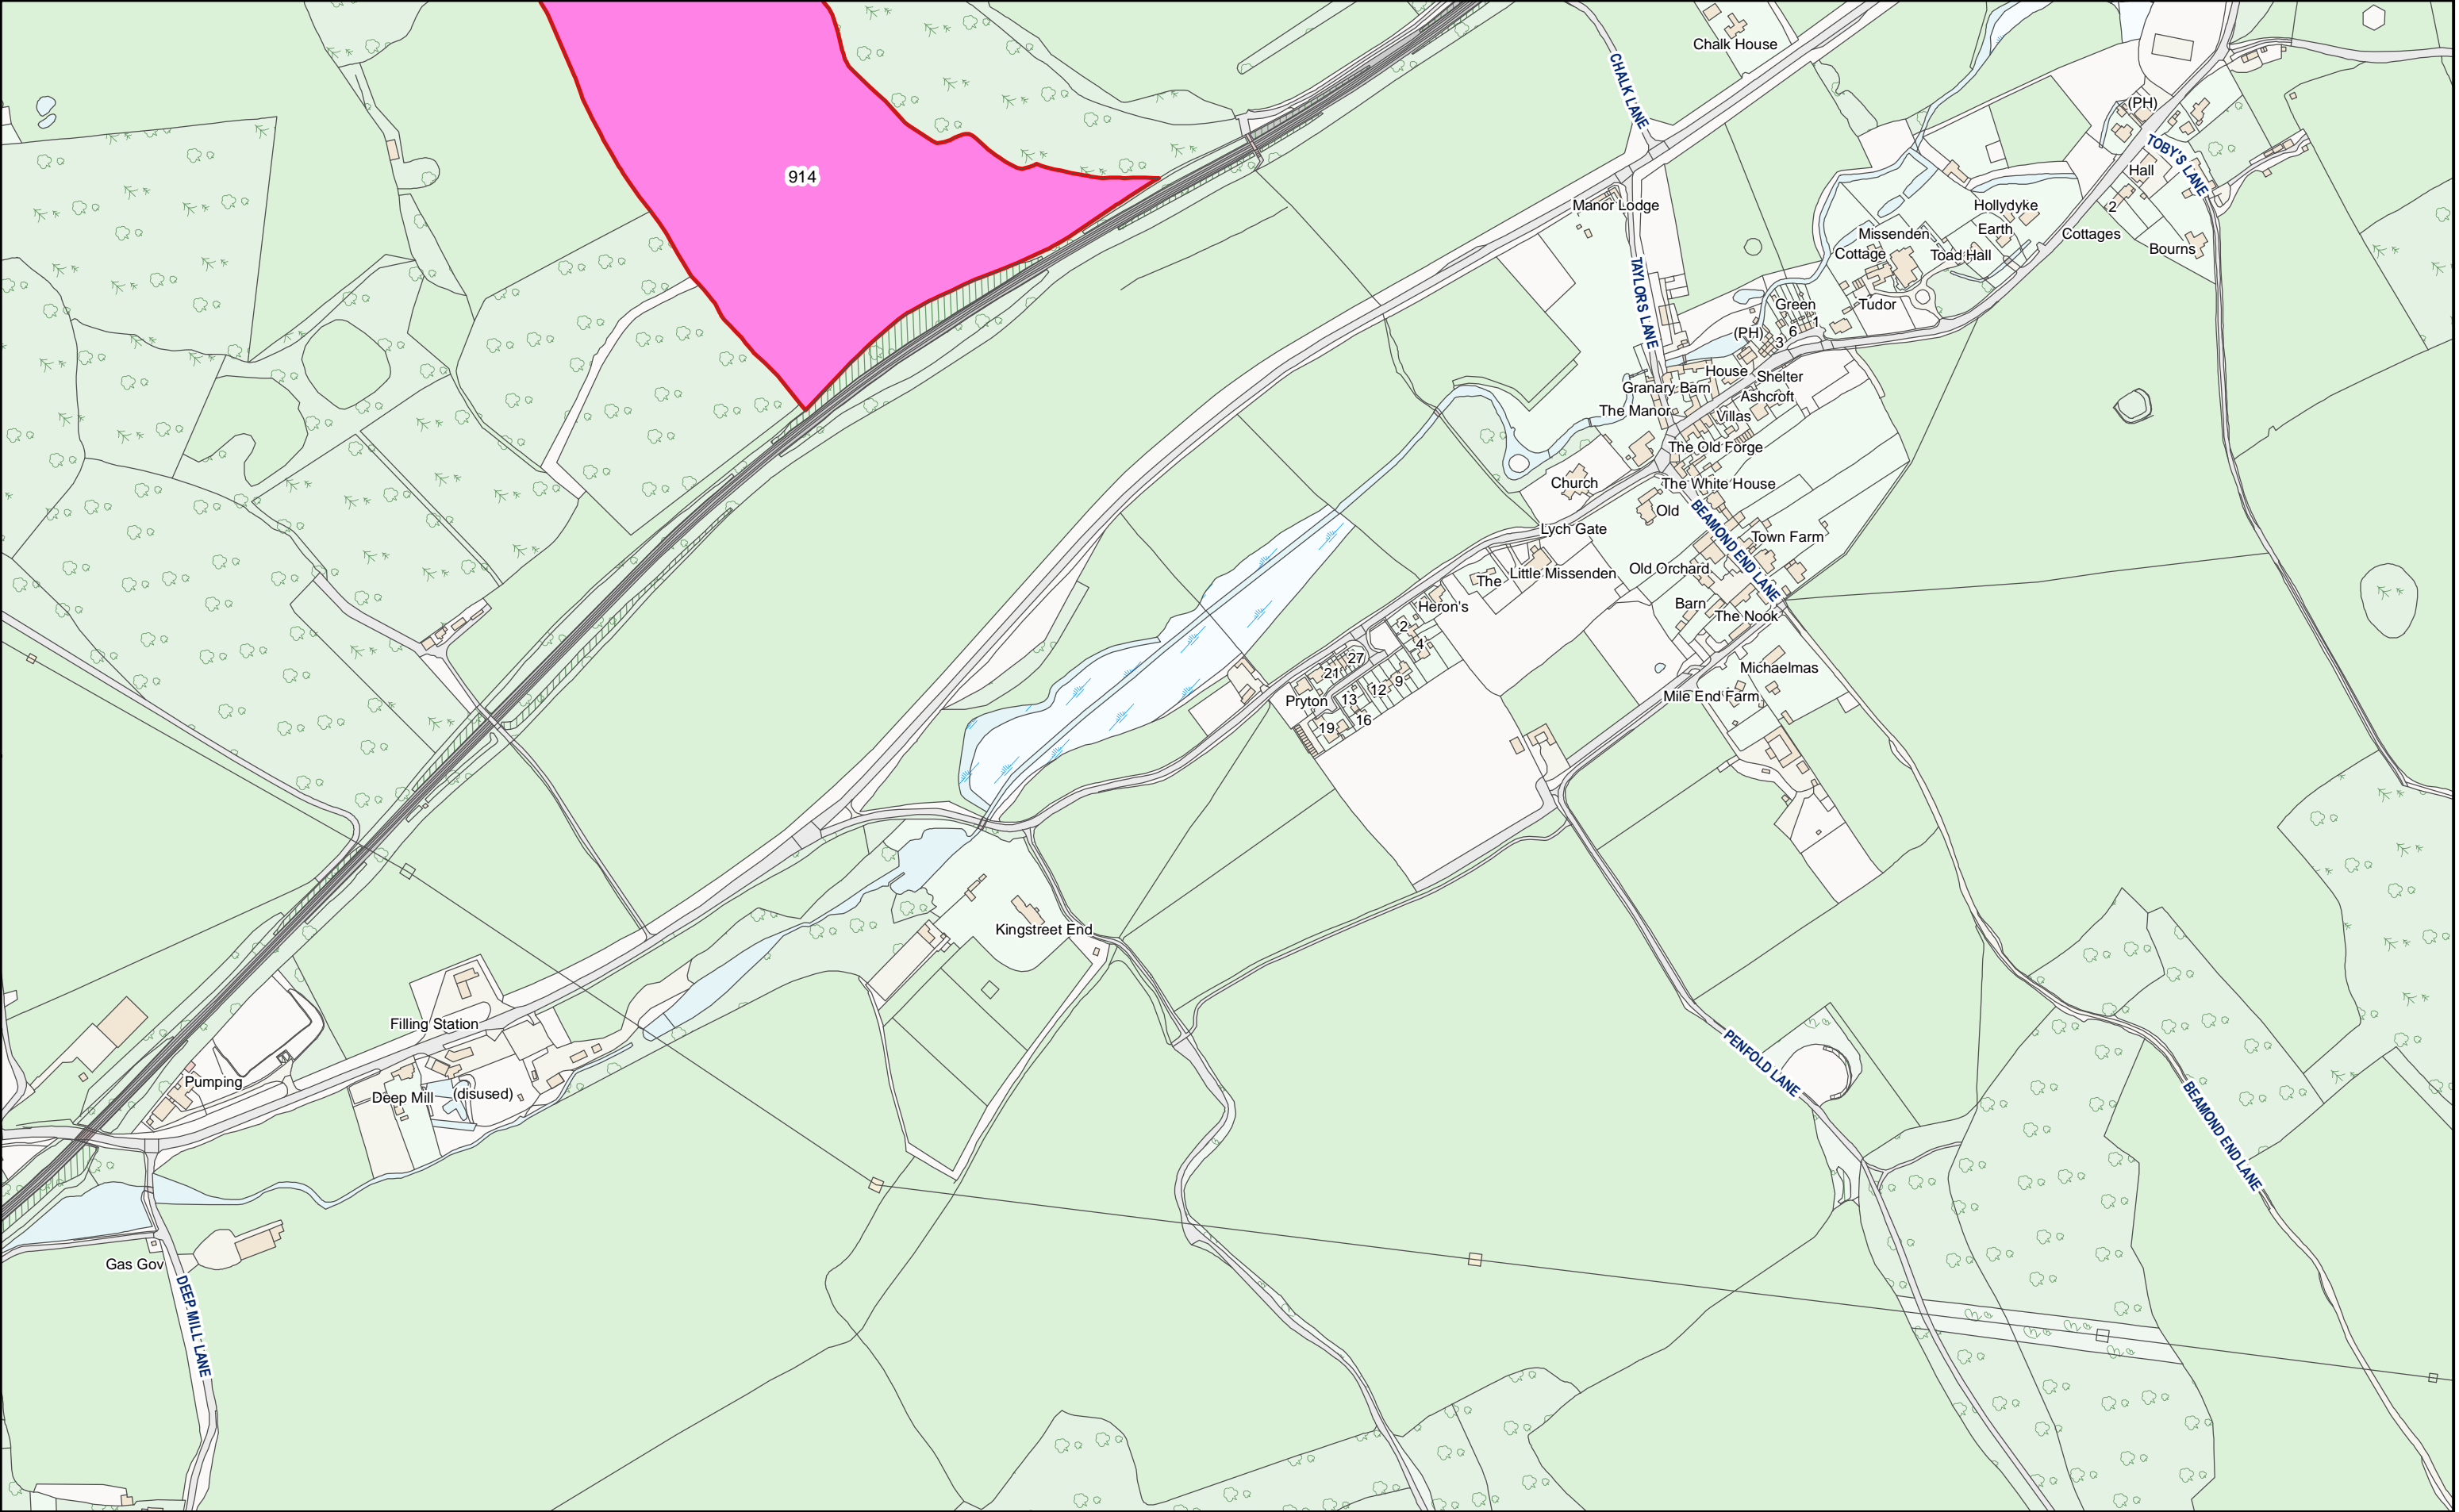 Chalk House
CHALK LANE
(PH)
TOBY'S LANE
914
Hall
Manor Lodge
Hollydyke
2
Earth
Missenden
Cottages
Cottage
Toad Hall
Bourns
TAYLORS LANE
Green
Tudor
1
6
(PH)
3
House
Shelter
Granary Barn
Ashcroft
The Manor
Villas
The Old Forge
Church
The White House
Old
BEAMOND END LANE
Lych Gate
Town Farm
Old Orchard
Little Missenden
The
Barn
Heron's
The Nook
2
4
27
21
Michaelmas
9
12
13
Pryton
Mile End Farm
16
19
Kingstreet End
Filling Station
PENFOLD LANE
Pumping
Deep Mill
(disused)
BEAMOND END LANE
Gas Gov
DEEP MILL LANE